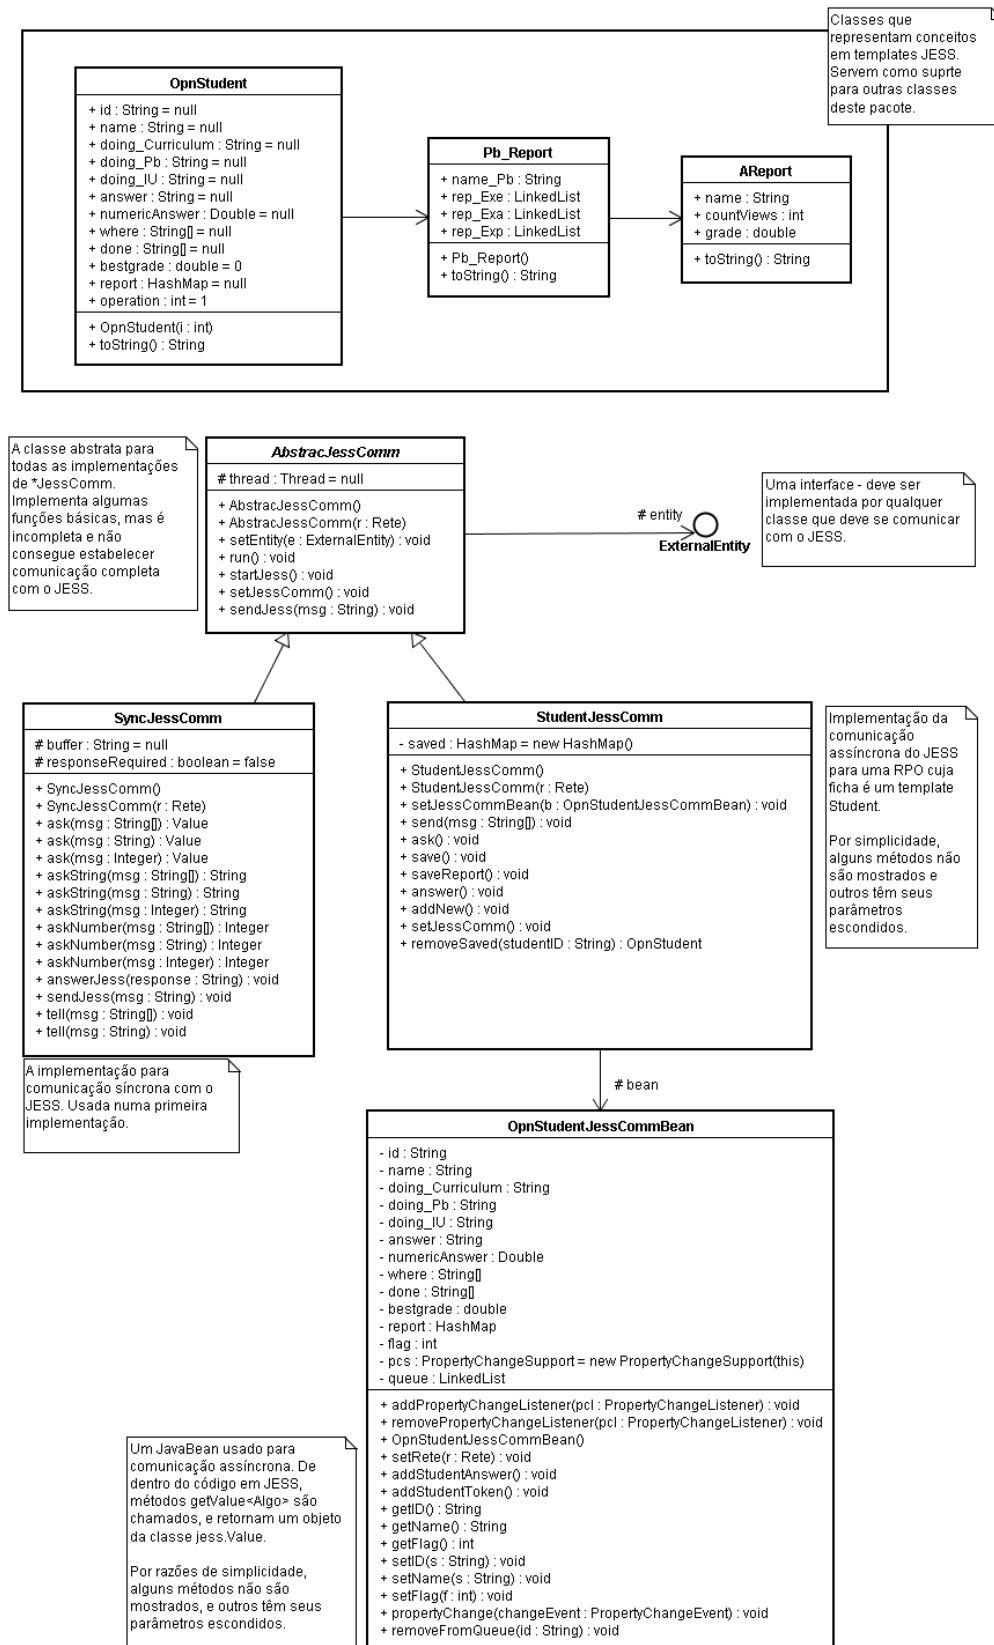 Classes que
representam conceitos
em templates JESS.
Servem como suprte
para outras classes
deste pacote.
OpnStudent
+ id : String = null
+ name : String = null
+ doing_Curriculum : String = null
+ doing_Pb : String = null
+ doing_IU : String = null
+ answer : String = null
+ numericAnswer : Double = null
+ where : String[] = null
+ done : String[] = null
+ bestgrade : double = 0
+ report : HashMap = null
+ operation : int = 1
+ OpnStudent(i : int)
+ toString() : String
Pb_Report
+ name_Pb : String
+ rep_Exe : LinkedList
+ rep_Exa : LinkedList
+ rep_Exp : LinkedList
+ Pb_Report()
+ toString() : String
AReport
+ name : String
+ countViews : int
+ grade : double
+ toString() : String
A classe abstrata para
todas as implementações
de *JessComm.
Implementa algumas
funções básicas, mas é
incompleta e não
consegue estabelecer
comunicação completa
com o JESS.
AbstracJessComm
# thread : Thread = null
+ AbstracJessComm()
+ AbstracJessComm(r : Rete)
+ setEntity(e : ExternalEntity) : void
+ run() : void
+ startJess() : void
+ setJessComm() : void
+ sendJess(msg : String) : void
# entity
ExternalEntity
Uma interface - deve ser
implementada por qualquer
classe que deve se comunicar
com o JESS.
SyncJessComm
# buffer : String = null
# responseRequired : boolean = false
+ SyncJessComm()
+ SyncJessComm(r : Rete)
+ ask(msg : String[]) : Value
+ ask(msg : String) : Value
+ ask(msg : Integer) : Value
+ askString(msg : String[]) : String
+ askString(msg : String) : String
+ askString(msg : Integer) : String
+ askNumber(msg : String[]) : Integer
+ askNumber(msg : String) : Integer
+ askNumber(msg : Integer) : Integer
+ answerJess(response : String) : void
+ sendJess(msg : String) : void
+ tell(msg : String[]) : void
+ tell(msg : String) : void
A implementação para
comunicação síncrona com o
JESS. Usada numa primeira
implementação.
StudentJessComm
- saved : HashMap = new HashMap()
+ StudentJessComm()
+ StudentJessComm(r : Rete)
+ setJessCommBean(b : OpnStudentJessCommBean) : void
+ send(msg : String[]) : void
+ ask() : void
+ save() : void
+ saveReport() : void
+ answer() : void
+ addNew() : void
+ setJessComm() : void
+ removeSaved(studentID : String) : OpnStudent
Implementação da
comunicação
assíncrona do JESS
para uma RPO cuja
ficha é um template
Student.
Por simplicidade,
alguns métodos não
são mostrados e
outros têm seus
parâmetros
escondidos.
# bean
OpnStudentJessCommBean
- id : String
- name : String
- doing_Curriculum : String
- doing_Pb : String
- doing_IU : String
- answer : String
- numericAnswer : Double
- where : String[]
- done : String[]
- bestgrade : double
- report : HashMap
- flag : int
- pcs : PropertyChangeSupport = new PropertyChangeSupport(this)
- queue : LinkedList
+ addPropertyChangeListener(pcl : PropertyChangeListener) : void
+ removePropertyChangeListener(pcl : PropertyChangeListener) : void
+ OpnStudentJessCommBean()
+ setRete(r : Rete) : void
+ addStudentAnswer() : void
+ addStudentToken() : void
+ getID() : String
+ getName() : String
+ getFlag() : int
+ setID(s : String) : void
+ setName(s : String) : void
+ setFlag(f : int) : void
+ propertyChange(changeEvent : PropertyChangeEvent) : void
+ removeFromQueue(id : String) : void
Um JavaBean usado para
comunicação assíncrona. De
dentro do código em JESS,
métodos getValue<Algo> são
chamados, e retornam um objeto
da classe jess.Value.
Por razões de simplicidade,
alguns métodos não são
mostrados, e outros têm seus
parâmetros escondidos.